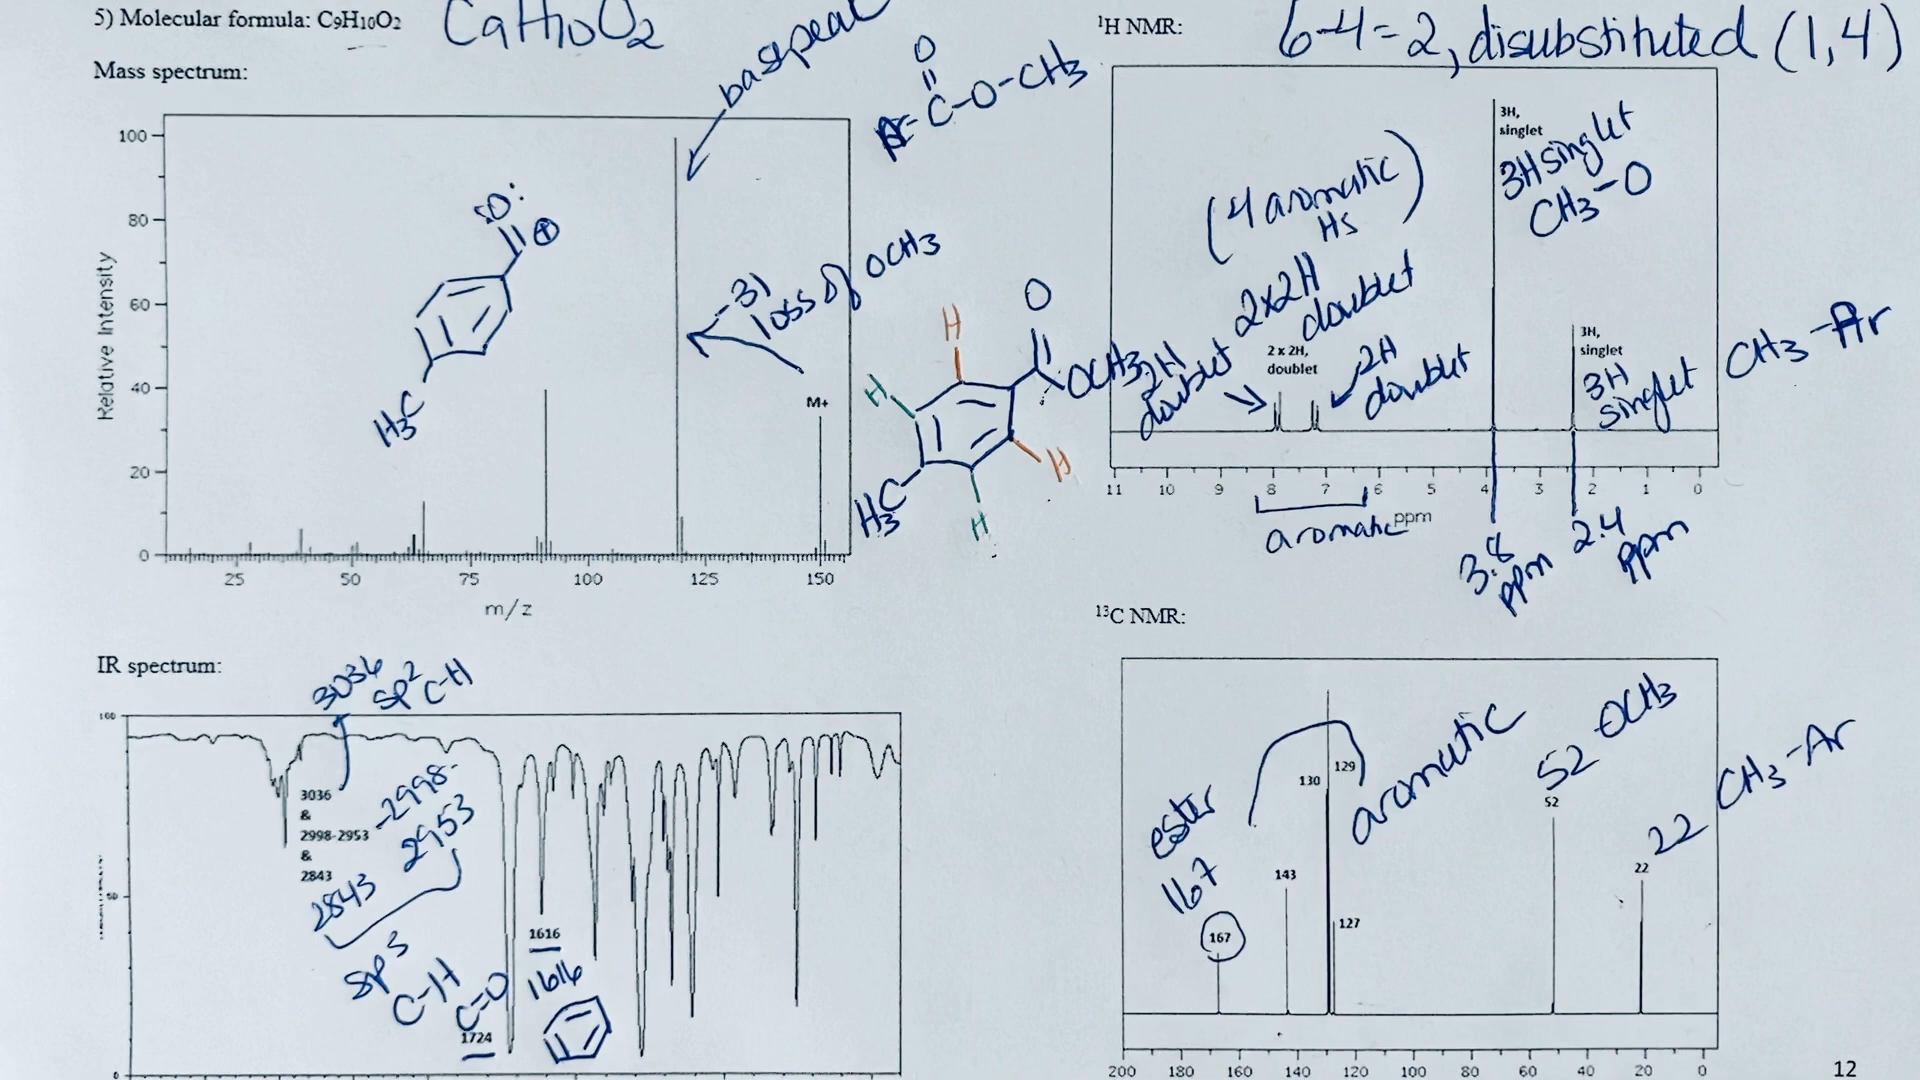 5) Molecular formula: C₉H₁₀O₂
C₉H₁₀O₂
Mass spectrum:
base peak
O
Ar-C-O-CH₃
100
80
60
40
20
0
Relative Intensity
:O:
⊕
H₃C
-31
loss of OCH₃
M+
25 50 75 100 125 150
m/z
H
O
OCH₃
H
H
H₃C
H
¹H NMR:
6-4=2, disubstituted (1,4)
3H,
singlet
3H singlet
CH₃-O
(4 aromatic
Hs)
2x2H
doublet
2 x 2H,
doublet
2H
doublet
2H
doublet
3H,
singlet
3H
singlet
CH₃-Ar
11 10 9 8 7 6 5 4 3 2 1 0
ppm
aromatic
3.8
ppm
2.4
ppm
IR spectrum:
3036
sp² C-H
100
3036
&
2998-2953
&
2843
-2998-
2953
2843
sp³
C-H
50
C=O
1724
1616
1616
0
¹³C NMR:
ester
167
167
143
130
129
127
aromatic
52 -OCH₃
52
22 CH₃-Ar
22
200 180 160 140 120 100 80 60 40 20 0
12